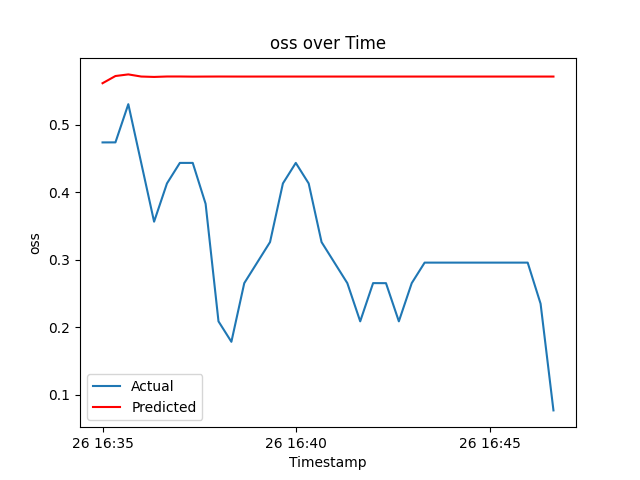 oss over Time
oss
0.5
0.4
0.3
0.2
0.1
Actual
Predicted
26 16:35
26 16:40
26 16:45
Timestamp